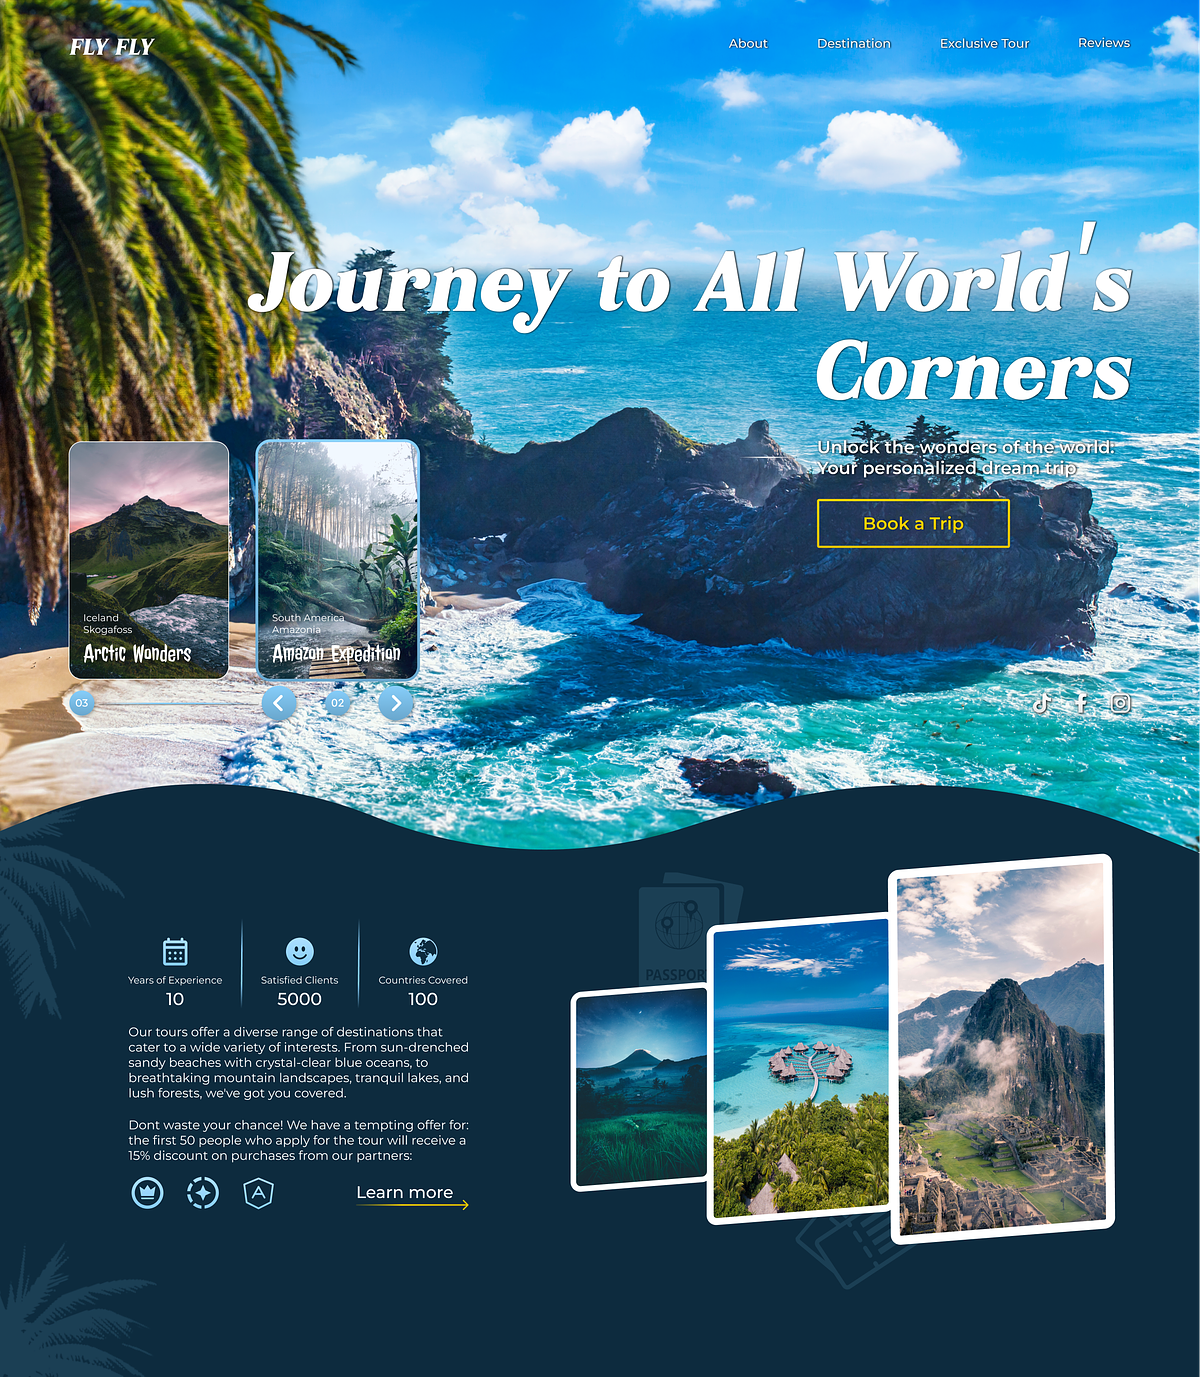 FLY FLY
About
Destination
Exclusive Tour
Reviews
Journey to All World's
Corners
Unlock the wonders of the world:
Your personalized dream trip
Book a Trip
Iceland
Skogafoss
Arctic Wonders
South America
Amazonia
Amazon Expedition
03
02
Years of Experience
10
Satisfied Clients
5000
Countries Covered
100
Our tours offer a diverse range of destinations that
cater to a wide variety of interests. From sun-drenched
sandy beaches with crystal-clear blue oceans, to
breathtaking mountain landscapes, tranquil lakes, and
lush forests, we've got you covered.
Dont waste your chance! We have a tempting offer for:
the first 50 people who apply for the tour will receive a
15% discount on purchases from our partners:
A
Learn more
PASSPOR